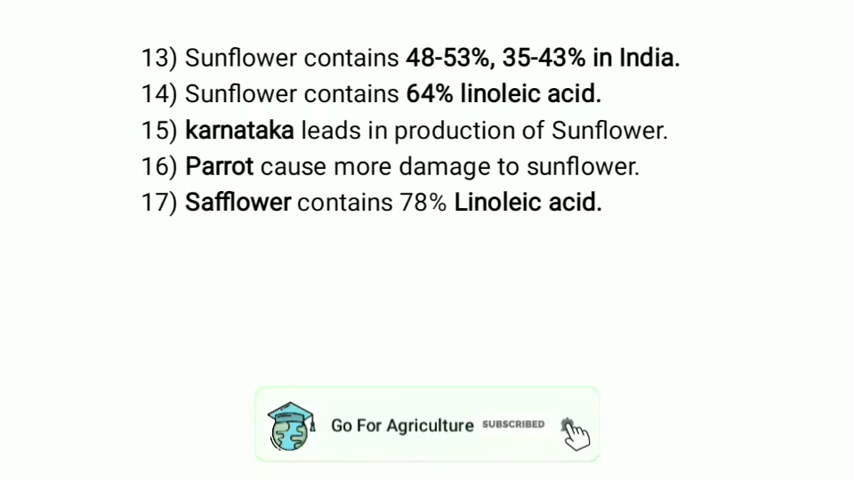 13) Sunflower contains 48-53%, 35-43% in India.
14) Sunflower contains 64% linoleic acid.
15) karnataka leads in production of Sunflower.
16) Parrot cause more damage to sunflower.
17) Safflower contains 78% Linoleic acid.
Go For Agriculture SUBSCRIBED